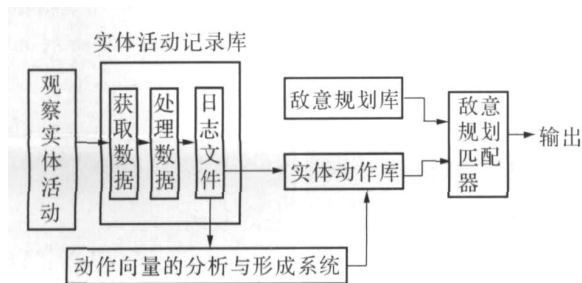 实体活动记录库
观察实体活动
获取数据
处理数据
日志文件
敌意规划库
实体动作库
敌意规划匹配器
输出
动作向量的分析与形成系统